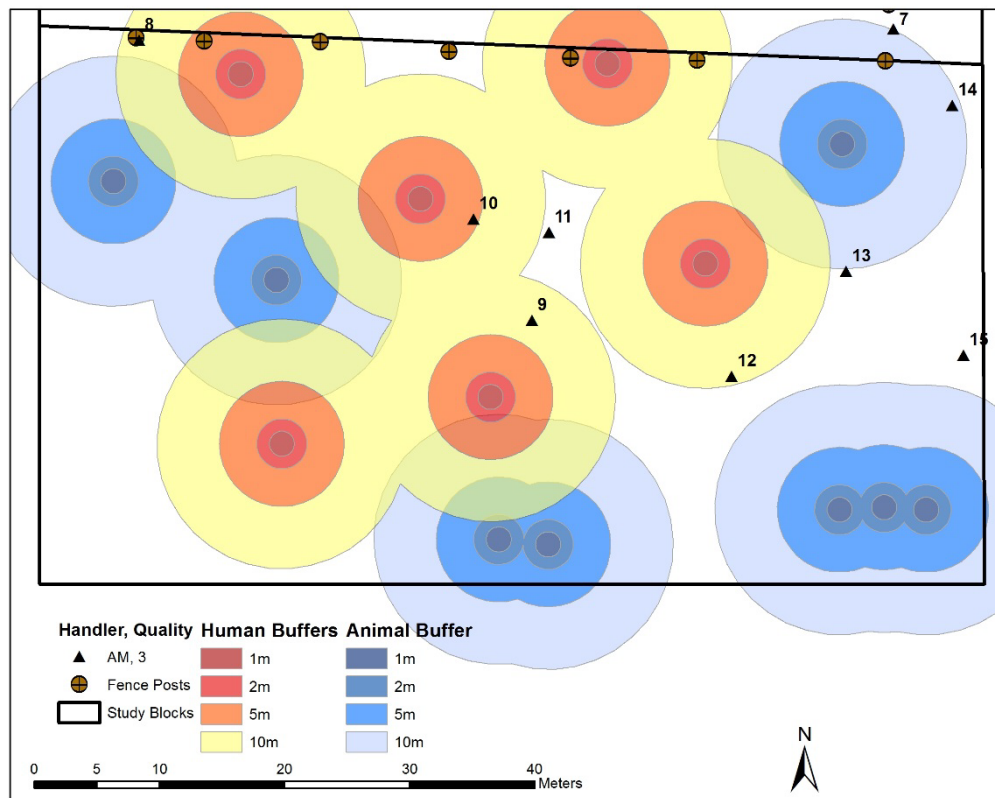 8
7
14
10
11
13
9
12
15
Handler, Quality
AM, 3
Fence Posts
Study Blocks
Human Buffers
1m
2m
5m
10m
Animal Buffer
1m
2m
5m
10m
N
0 5 10 20 30 40
Meters